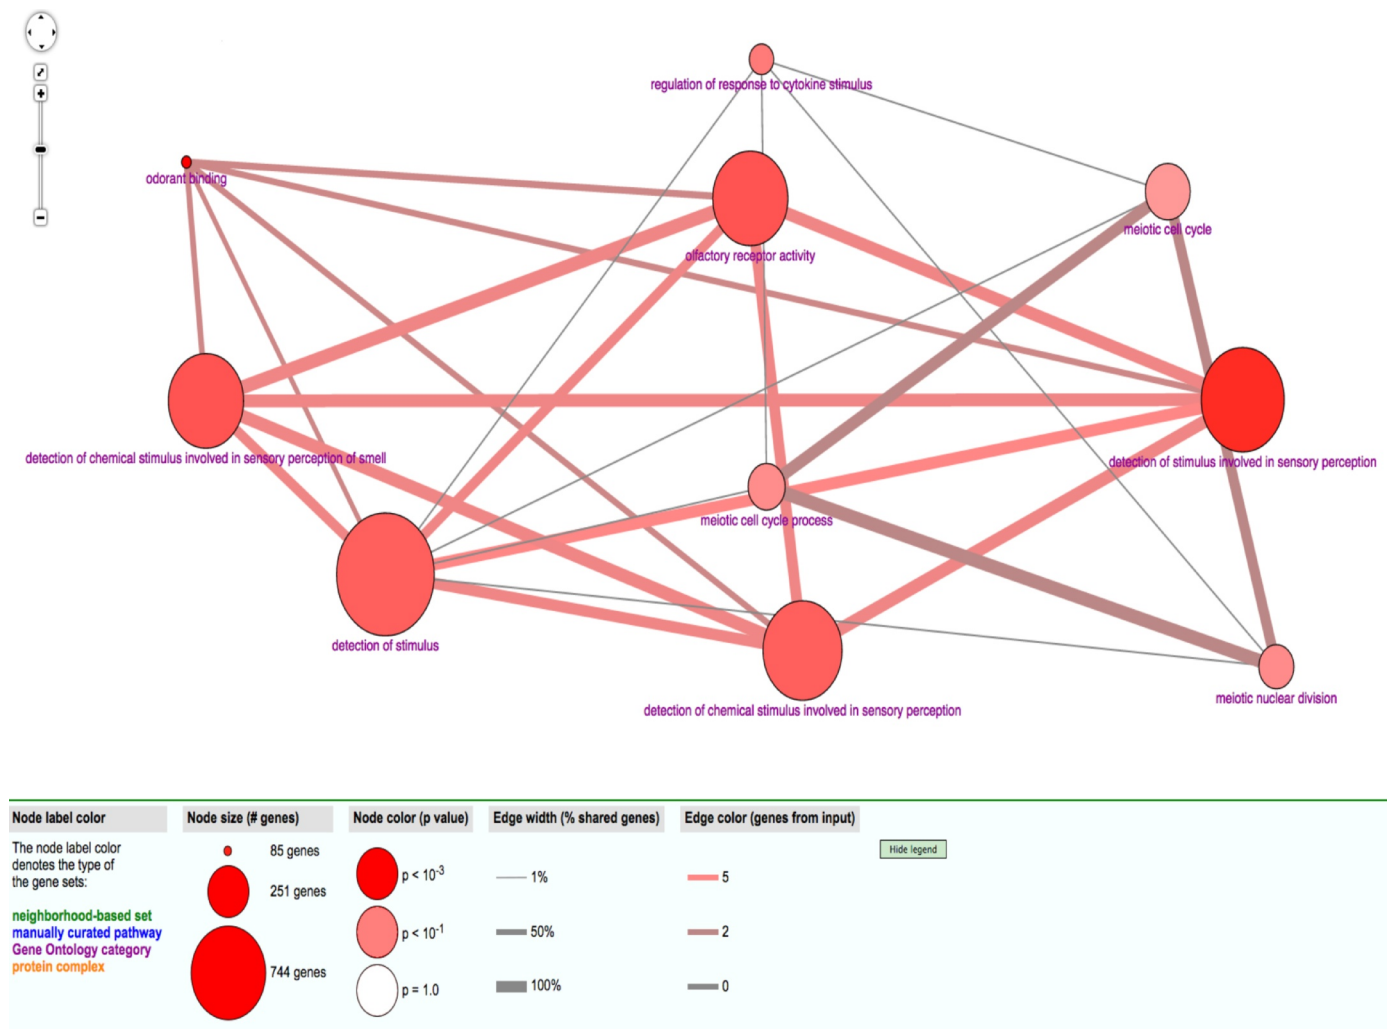 regulation of response to cytokine stimulus
odorant binding
meiotic cell cycle
olfactory receptor activity
detection of chemical stimulus involved in sensory perception of smell
detection of stimulus involved in sensory perception
meiotic cell cycle process
detection of stimulus
meiotic nuclear division
detection of chemical stimulus involved in sensory perception
Node label color
The node label color
denotes the type of
the gene sets:
neighborhood-based set
manually curated pathway
Gene Ontology category
protein complex
Node size (# genes)
85 genes
251 genes
744 genes
Node color (p value)
p < 10-3
p < 10-1
p = 1.0
Edge width (% shared genes)
1%
50%
100%
Edge color (genes from input)
5
2
0
Hide legend